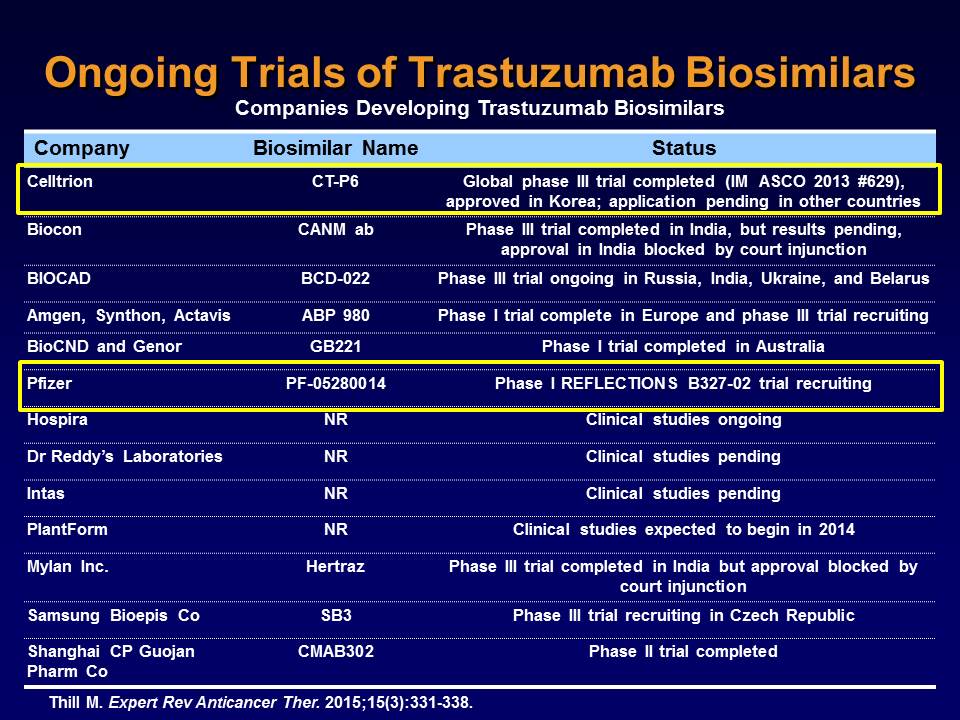 Ongoing Trials of Trastuzumab Biosimilars
Companies Developing Trastuzumab Biosimilars
Company Biosimilar Name Status
Celltrion CT-P6 Global phase III trial completed (IM ASCO 2013 #629),
approved in Korea; application pending in other countries
Biocon CANM ab Phase III trial completed in India, but results pending,
approval in India blocked by court injunction
BIOCAD BCD-022 Phase III trial ongoing in Russia, India, Ukraine, and Belarus
Amgen, Synthon, Actavis ABP 980 Phase I trial complete in Europe and phase III trial recruiting
BioCND and Genor GB221 Phase I trial completed in Australia
Pfizer PF-05280014 Phase I REFLECTIONS B327-02 trial recruiting
Hospira NR Clinical studies ongoing
Dr Reddy’s Laboratories NR Clinical studies pending
Intas NR Clinical studies pending
PlantForm NR Clinical studies expected to begin in 2014
Mylan Inc. Hertraz Phase III trial completed in India but approval blocked by
court injunction
Samsung Bioepis Co SB3 Phase III trial recruiting in Czech Republic
Shanghai CP Guojan CMAB302 Phase II trial completed
Pharm Co
Thill M. Expert Rev Anticancer Ther. 2015;15(3):331-338.